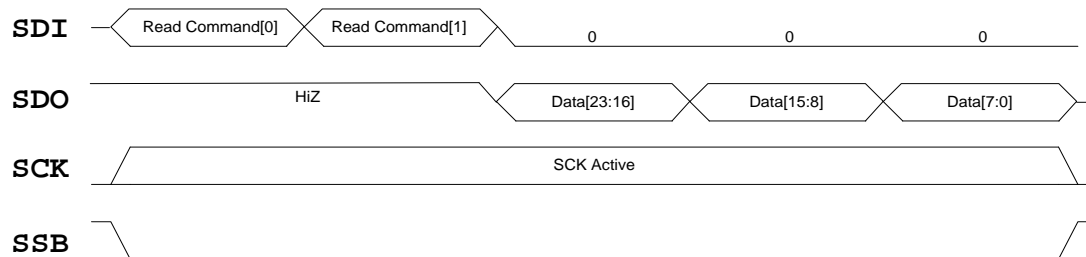 SDI Read Command[0] Read Command[1] 0 0 0
SDO HiZ Data[23:16] Data[15:8] Data[7:0]
SCK SCK Active
SSB